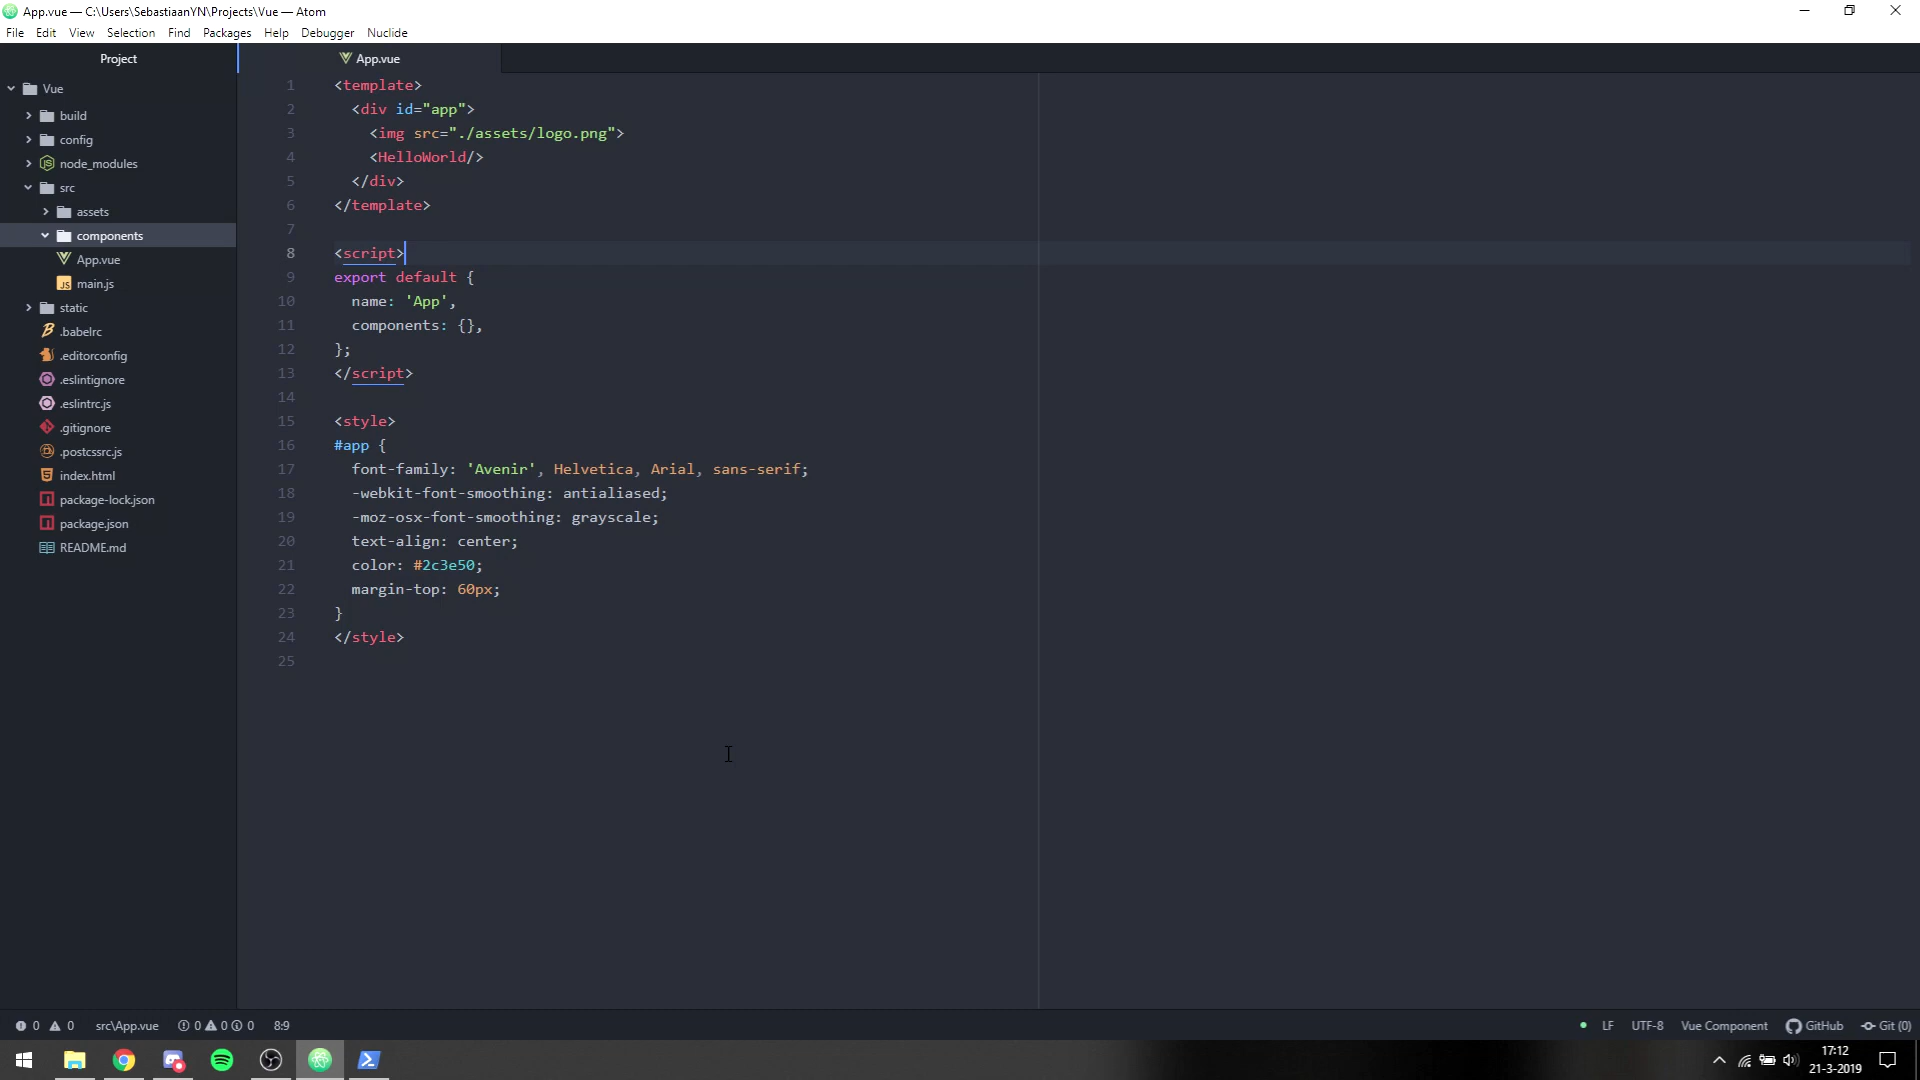 App.vue — C:\Users\SebastiaanYN\Projects\Vue — Atom
File Edit View Selection Find Packages Help Debugger Nuclide
Project
App.vue
Vue
build
config
node_modules
src
assets
components
App.vue
main.js
static
.babelrc
.editorconfig
.eslintignore
.eslintrc.js
.gitignore
.postcssrc.js
index.html
package-lock.json
package.json
README.md
1 <template>
2 <div id="app">
3 <img src="./assets/logo.png">
4 <HelloWorld/>
5 </div>
6 </template>
7
8 <script>
9 export default {
10 name: 'App',
11 components: {},
12 };
13 </script>
14
15 <style>
16 #app {
17 font-family: 'Avenir', Helvetica, Arial, sans-serif;
18 -webkit-font-smoothing: antialiased;
19 -moz-osx-font-smoothing: grayscale;
20 text-align: center;
21 color: #2c3e50;
22 margin-top: 60px;
23 }
24 </style>
25
0 0 src\App.vue 0 0 0 8:9 LF UTF-8 Vue Component GitHub Git (0)
17:12
21-3-2019